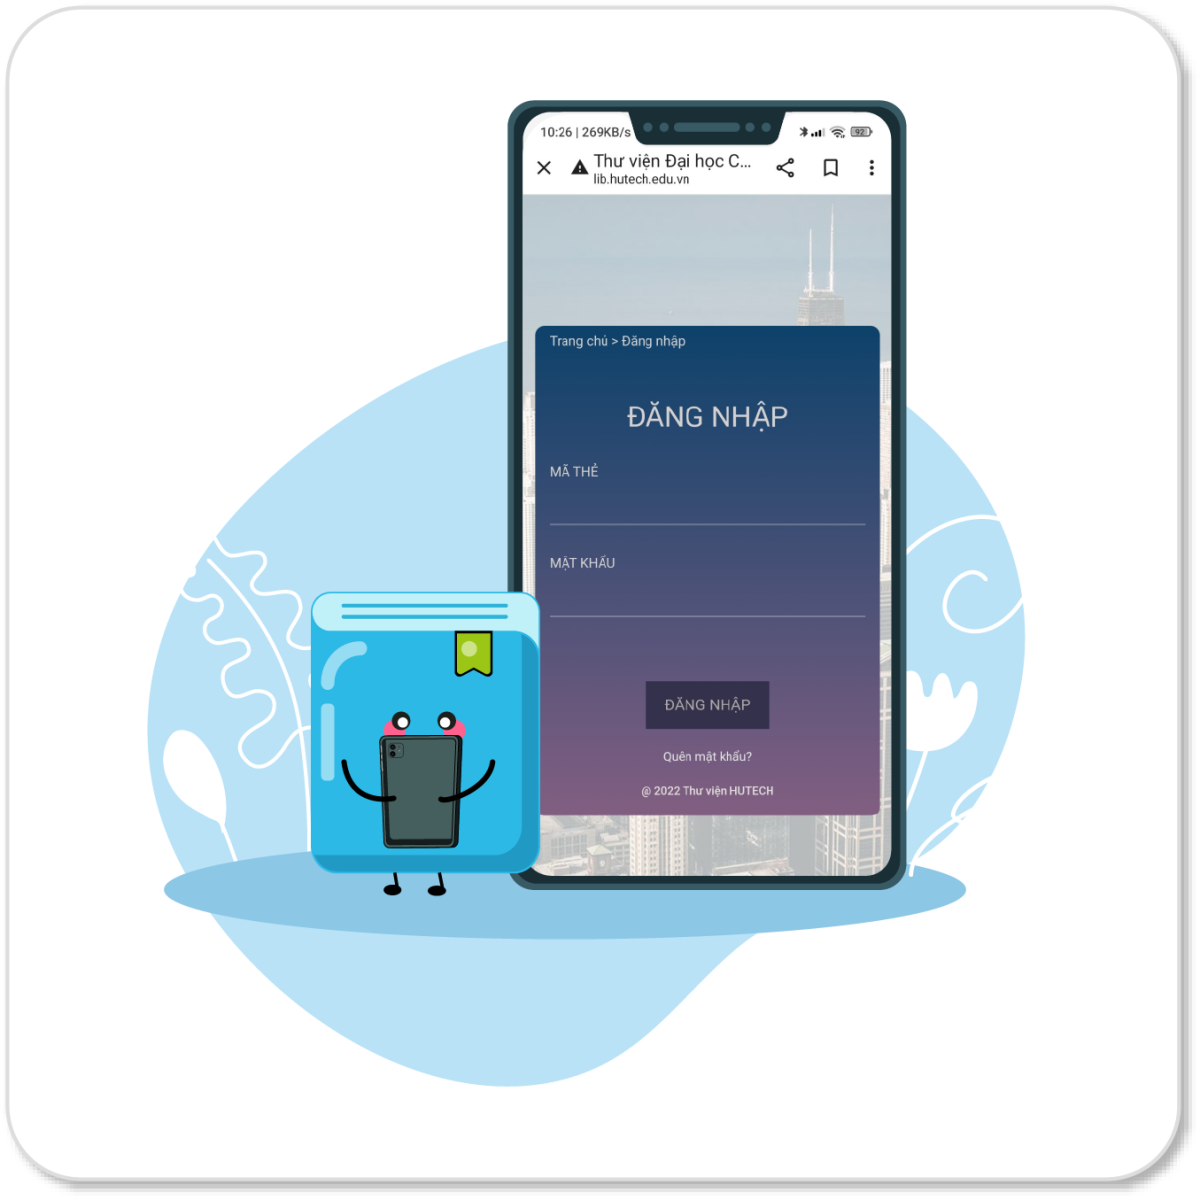 10:26 | 269KB/s
92
Thư viện Đại học C...
lib.hutech.edu.vn
Trang chủ > Đăng nhập
ĐĂNG NHẬP
MÃ THẺ
MẬT KHẨU
ĐĂNG NHẬP
Quên mật khẩu?
@ 2022 Thư viện HUTECH